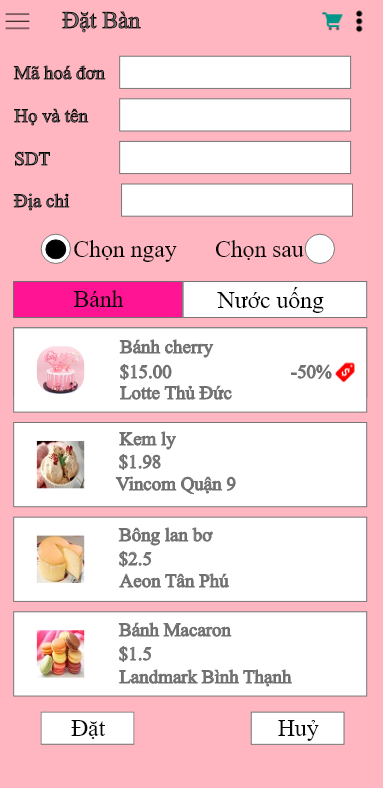 Đặt Bàn
Mã hoá đơn
Họ và tên
SDT
Địa chỉ
Chọn ngay Chọn sau
Bánh Nước uống
Bánh cherry
$15.00 -50%
Lotte Thủ Đức
Kem ly
$1.98
Vincom Quận 9
Bông lan bơ
$2.5
Aeon Tân Phú
Bánh Macaron
$1.5
Landmark Bình Thạnh
Đặt Huỷ